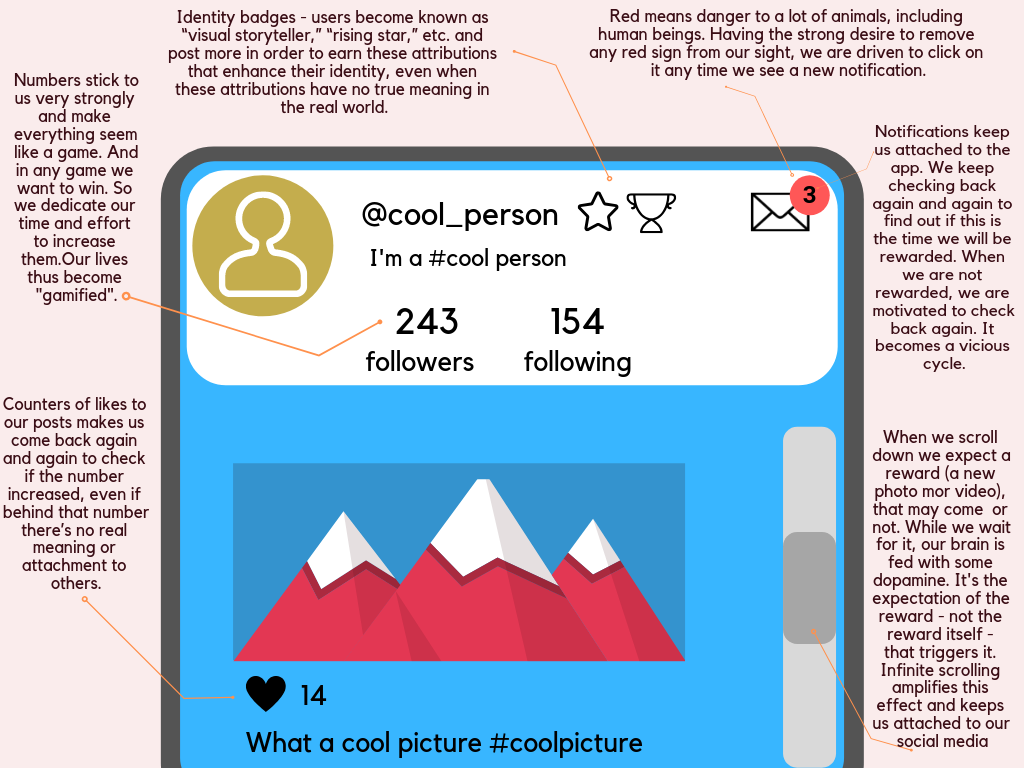 Identity badges - users become known as
“visual storyteller,” “rising star,” etc. and
post more in order to earn these attributions
that enhance their identity, even when
these attributions have no true meaning in
the real world.
Red means danger to a lot of animals, including
human beings. Having the strong desire to remove
any red sign from our sight, we are driven to click on
it any time we see a new notification.
Numbers stick to
us very strongly
and make
everything seem
like a game. And
in any game we
want to win. So
we dedicate our
time and effort
to increase
them.Our lives
thus become
"gamified".
Notifications keep
us attached to the
app. We keep
checking back
again and again to
find out if this is
the time we will be
rewarded. When
we are not
rewarded, we are
motivated to check
back again. It
becomes a vicious
cycle.
@cool_person
3
I'm a #cool person
243 154
followers following
Counters of likes to
our posts makes us
come back again
and again to check
if the number
increased, even if
behind that number
there's no real
meaning or
attachment to
others.
When we scroll
down we expect a
reward (a new
photo mor video),
that may come or
not. While we wait
for it, our brain is
fed with some
dopamine. It's the
expectation of the
reward - not the
reward itself -
that triggers it.
Infinite scrolling
amplifies this
effect and keeps
us attached to our
social media
14
What a cool picture #coolpicture